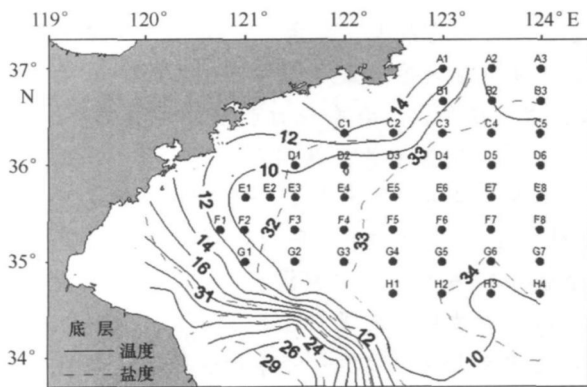 119° 120° 121° 122° 123° 124° E
37°
N
36°
35°
34°
A1 A2 A3
B1 B2 B3
C1 C2 C3 C4 C5
D1 D2 D3 D4 D5 D6
E1 E2 E3 E4 E5 E6 E7 E8
F1 F2 F3 F4 F5 F6 F7 F8
G1 G2 G3 G4 G5 G6 G7
H1 H2 H3 H4
14
12
33
10
12
32
33
14
16
31
34
12
10
24
26
29
底层
温度
盐度